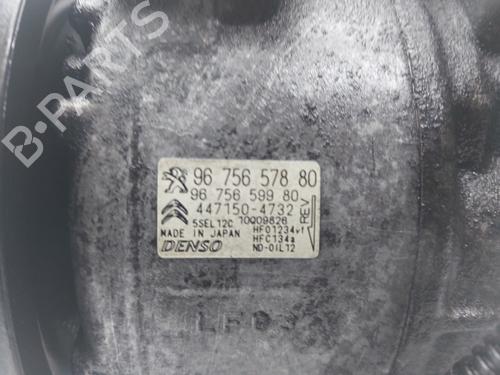 B-PARTS
96 756 578 80
96 756 599 80
447150-4732
REV
5SEL12C 10Q09826 HFO1234yf
MADE IN JAPAN HFC134a
DENSO ND-OIL12